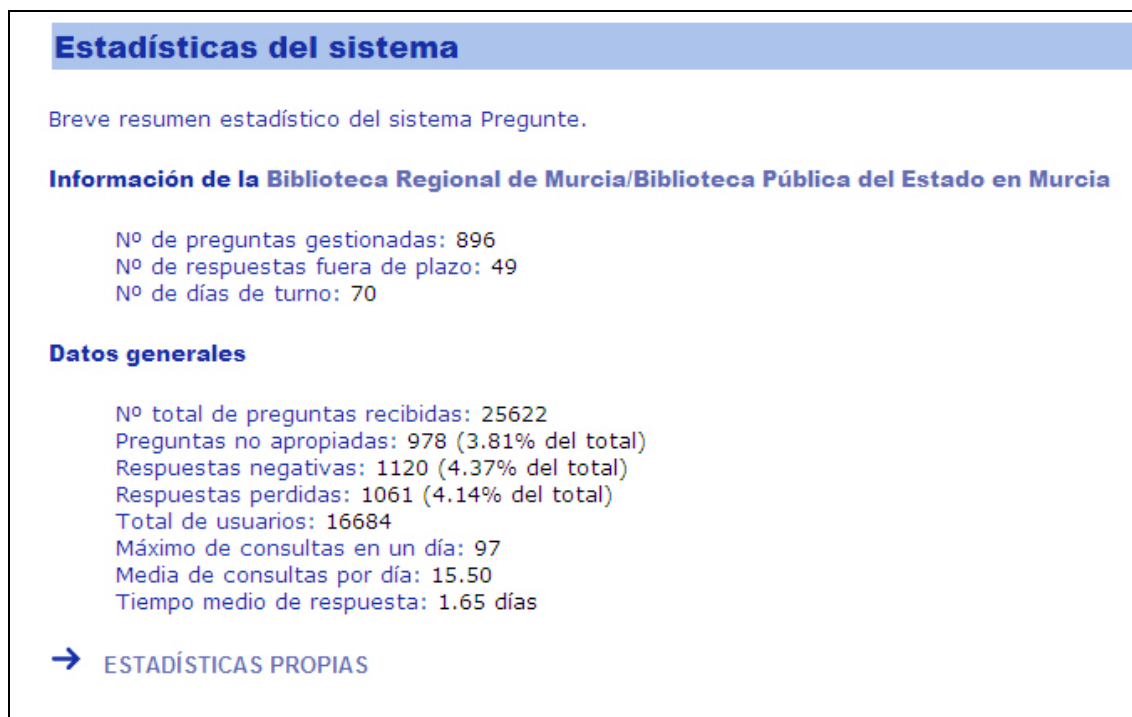 Estadísticas del sistema
Breve resumen estadístico del sistema Pregunte.
Información de la Biblioteca Regional de Murcia/Biblioteca Pública del Estado en Murcia
Nº de preguntas gestionadas: 896
Nº de respuestas fuera de plazo: 49
Nº de días de turno: 70
Datos generales
Nº total de preguntas recibidas: 25622
Preguntas no apropiadas: 978 (3.81% del total)
Respuestas negativas: 1120 (4.37% del total)
Respuestas perdidas: 1061 (4.14% del total)
Total de usuarios: 16684
Máximo de consultas en un día: 97
Media de consultas por día: 15.50
Tiempo medio de respuesta: 1.65 días
ESTADÍSTICAS PROPIAS